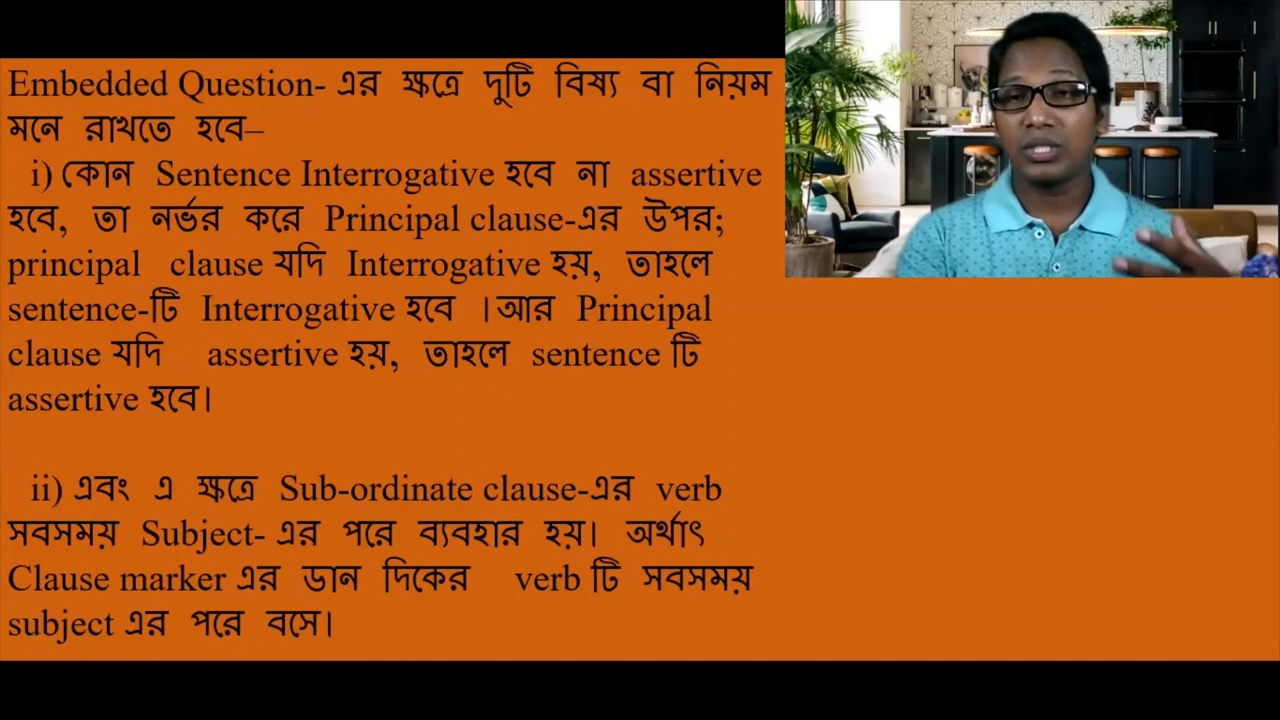 Embedded Question- এর ক্ষত্রে দুটি বিষ্য বা নিয়ম
মনে রাখতে হবে–
i) কোন Sentence Interrogative হবে না assertive
হবে, তা নর্ভর করে Principal clause-এর উপর;
principal clause যদি Interrogative হয়, তাহলে
sentence-টি Interrogative হবে । আর Principal
clause যদি assertive হয়, তাহলে sentence টি
assertive হবে।
ii) এবং এ ক্ষত্রে Sub-ordinate clause-এর verb
সবসময় Subject- এর পরে ব্যবহার হয়। অর্থাৎ
Clause marker এর ডান দিকের verb টি সবসময়
subject এর পরে বসে।